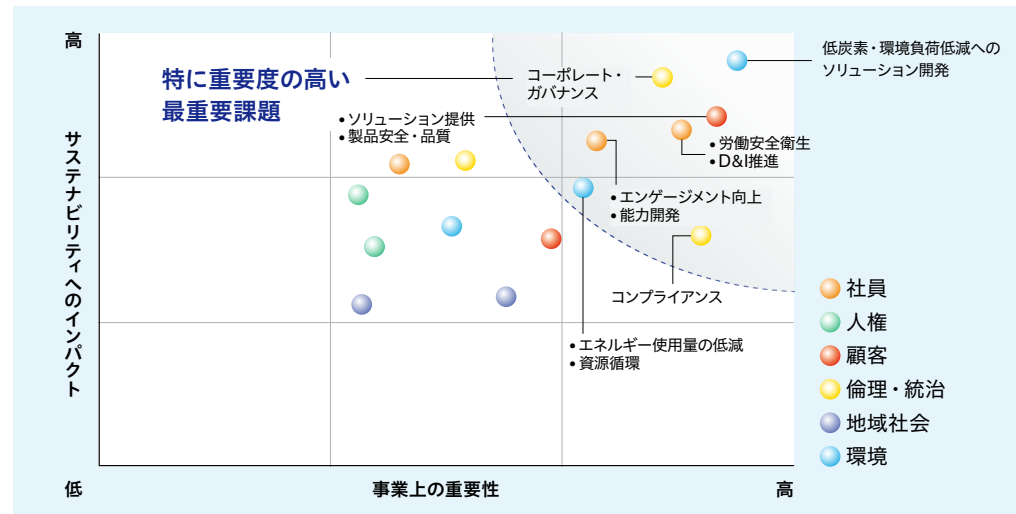 高
サステナビリティへのインパクト
低
事業上の重要性
高
特に重要度の高い
最重要課題
コーポレート・
ガバナンス
低炭素・環境負荷低減への
ソリューション開発
•ソリューション提供
•製品安全・品質
•労働安全衛生
•D&I推進
•エンゲージメント向上
•能力開発
コンプライアンス
•エネルギー使用量の低減
•資源循環
社員
人権
顧客
倫理・統治
地域社会
環境